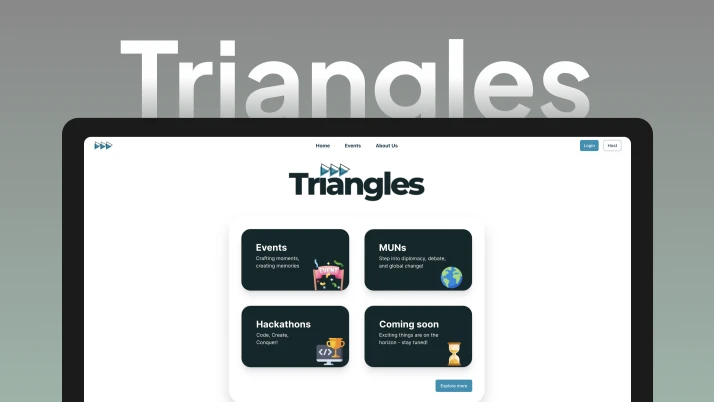 Triangles
Home Events About Us Login Host
Triangles
Events
Crafting moments,
creating memories
EVENT
MUNs
Step into diplomacy, debate,
and global change!
Hackathons
Code, Create,
Conquer!
</>
Coming soon
Exciting things are on the
horizon - stay tuned!
Explore more